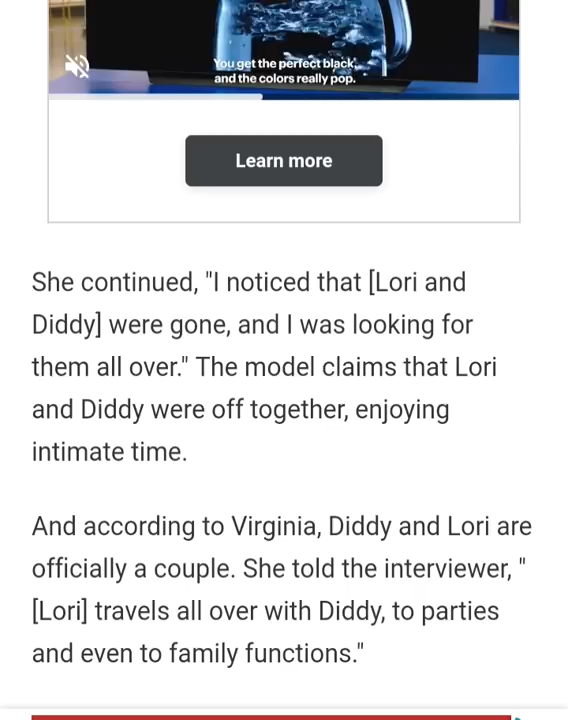 You get the perfect black,
and the colors really pop.
Learn more
She continued, "I noticed that [Lori and
Diddy] were gone, and I was looking for
them all over." The model claims that Lori
and Diddy were off together, enjoying
intimate time.
And according to Virginia, Diddy and Lori are
officially a couple. She told the interviewer, "
[Lori] travels all over with Diddy, to parties
and even to family functions."